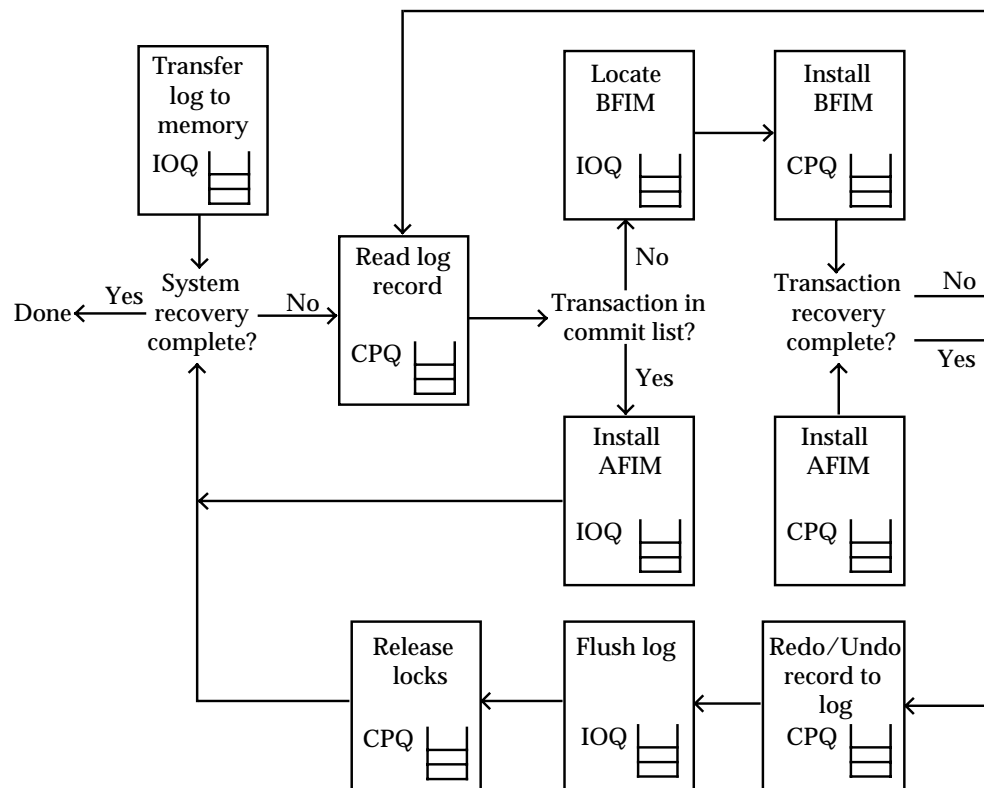 Transfer
log to
memory
IOQ
Locate
BFIM
IOQ
Install
BFIM
CPQ
Done
Yes
System
recovery
complete?
No
Read log
record
CPQ
No
Transaction in
commit list?
Yes
Transaction
recovery
complete?
No
Yes
Install
AFIM
IOQ
Install
AFIM
CPQ
Release
locks
CPQ
Flush log
IOQ
Redo/Undo
record to
log
CPQ